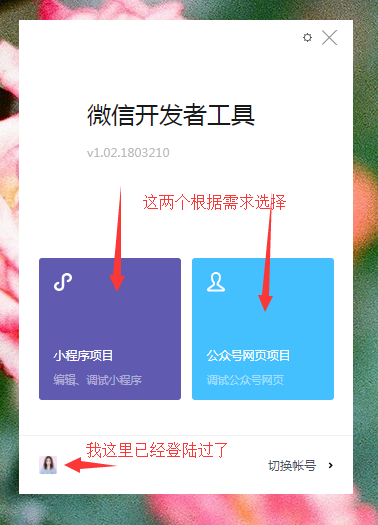 微信开发者工具
v1.02.1803210
这两个根据需求选择
小程序项目
编辑、调试小程序
公众号网页项目
调试公众号网页
我这里已经登陆过了
切换帐号